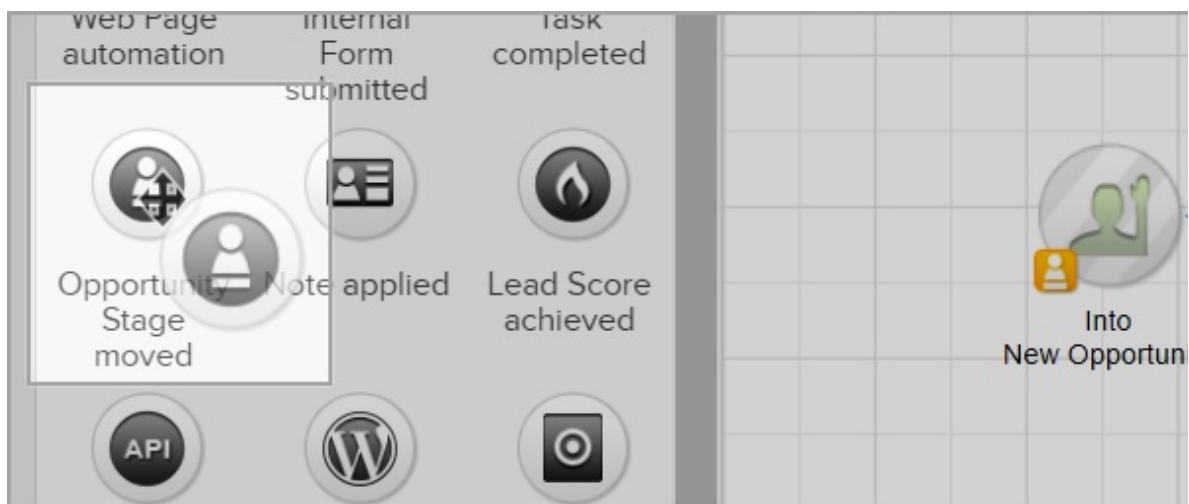 Web Page
automation
Internal
Form
submitted
Task
completed
Opportunity
Stage
moved
Note applied
Lead Score
achieved
API
Into
New Opportuni